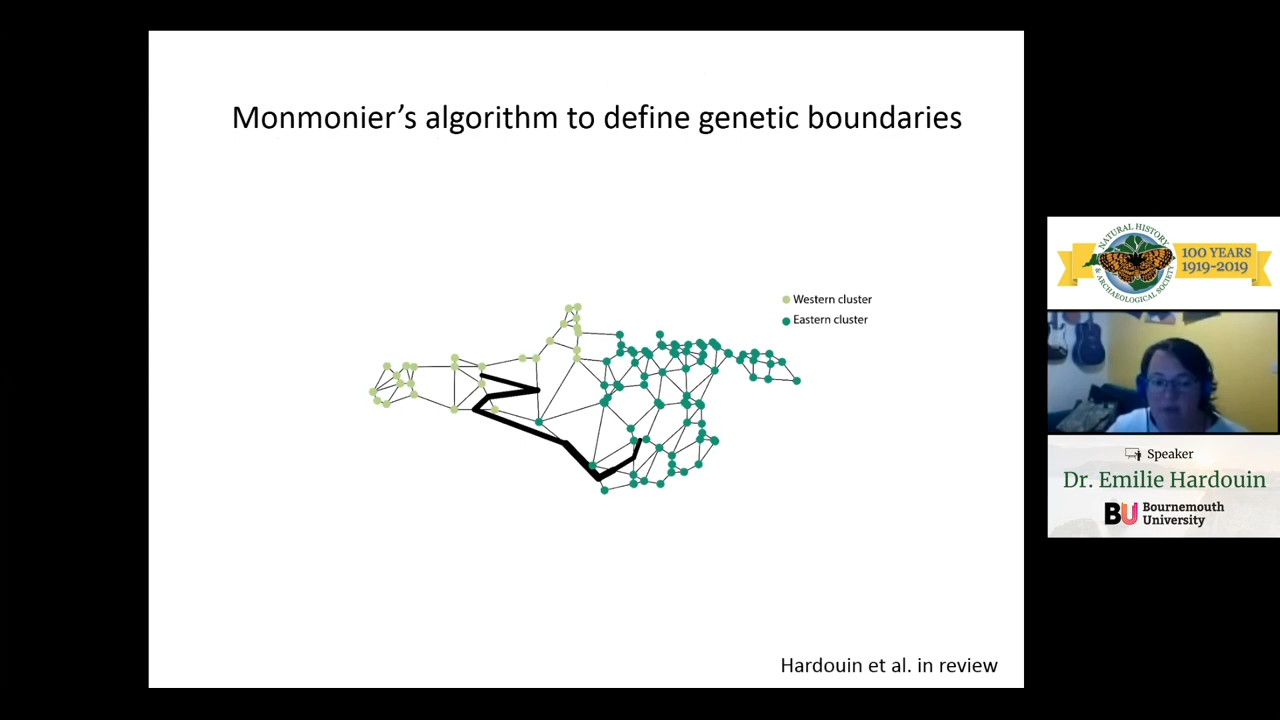 Monmonier’s algorithm to define genetic boundaries
Western cluster
Eastern cluster
Hardouin et al. in review
NATURAL HISTORY
& ARCHAEOLOGICAL SOCIETY
100 YEARS
1919-2019
Speaker
Dr. Emilie Hardouin
BU Bournemouth
University